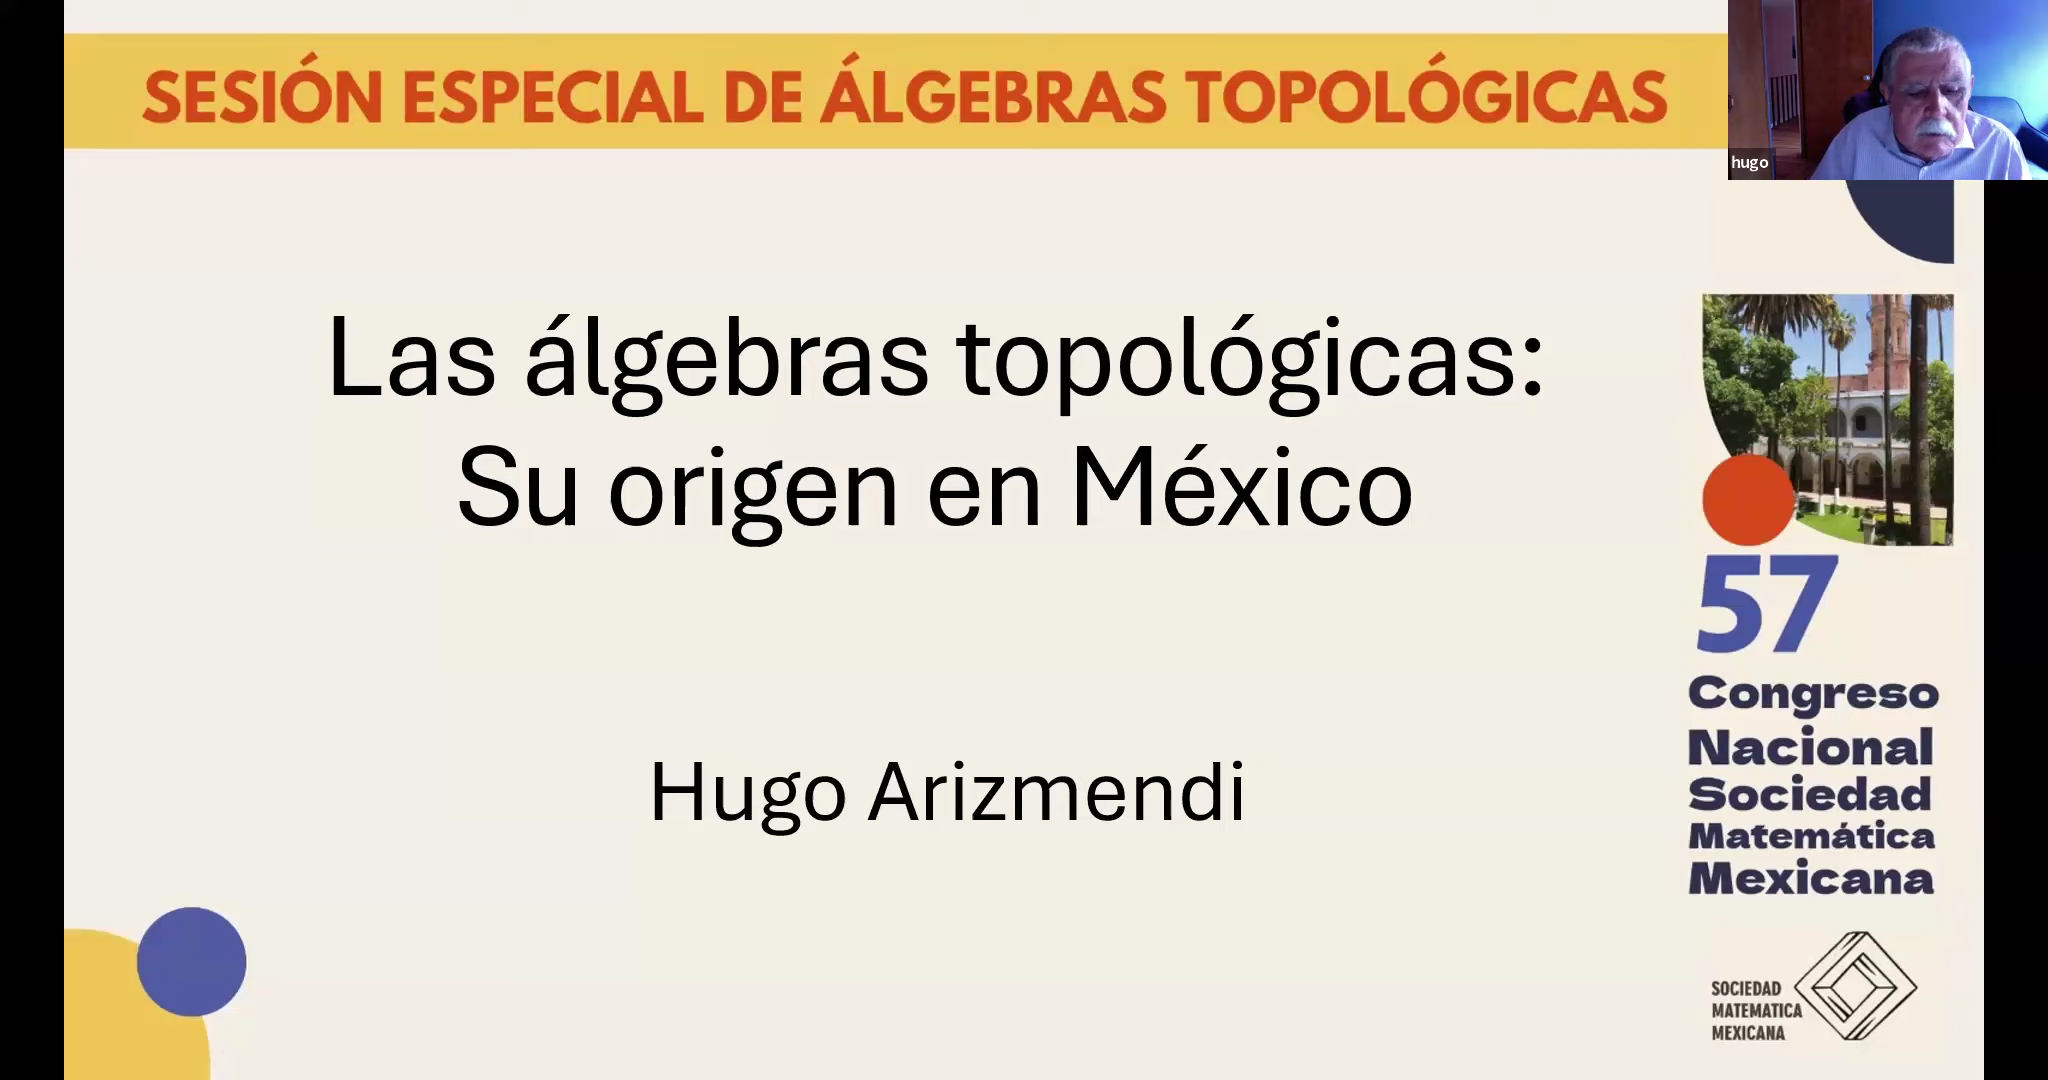 SESIÓN ESPECIAL DE ÁLGEBRAS TOPOLÓGICAS
hugo
Las álgebras topológicas:
Su origen en México
Hugo Arizmendi
57
Congreso
Nacional
Sociedad
Matemática
Mexicana
SOCIEDAD
MATEMATICA
MEXICANA